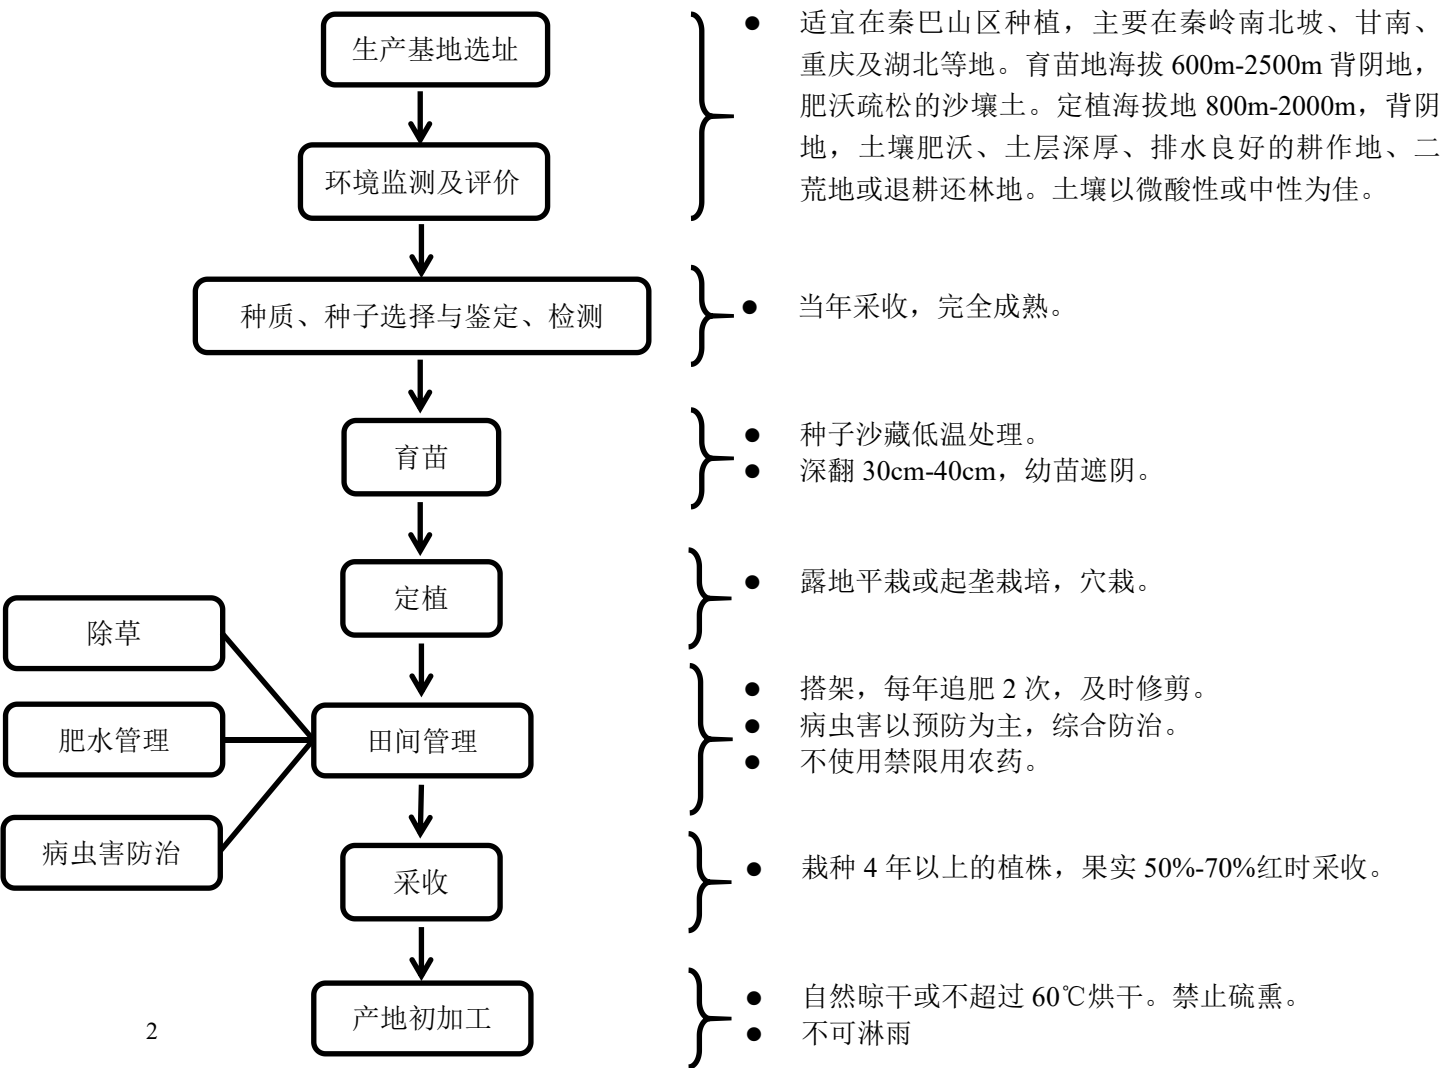 生产基地选址
● 适宜在秦巴山区种植，主要在秦岭南北坡、甘南、
重庆及湖北等地。育苗地海拔 600m-2500m 背阴地，
肥沃疏松的沙壤土。定植海拔地 800m-2000m，背阴
地，土壤肥沃、土层深厚、排水良好的耕作地、二
荒地或退耕还林地。土壤以微酸性或中性为佳。
环境监测及评价
种质、种子选择与鉴定、检测
● 当年采收，完全成熟。
育苗
● 种子沙藏低温处理。
● 深翻 30cm-40cm，幼苗遮阴。
定植
● 露地平栽或起垄栽培，穴栽。
除草
肥水管理
病虫害防治
田间管理
● 搭架，每年追肥 2 次，及时修剪。
● 病虫害以预防为主，综合防治。
● 不使用禁限用农药。
采收
● 栽种 4 年以上的植株，果实 50%-70%红时采收。
产地初加工
● 自然晾干或不超过 60℃烘干。禁止硫熏。
● 不可淋雨
2